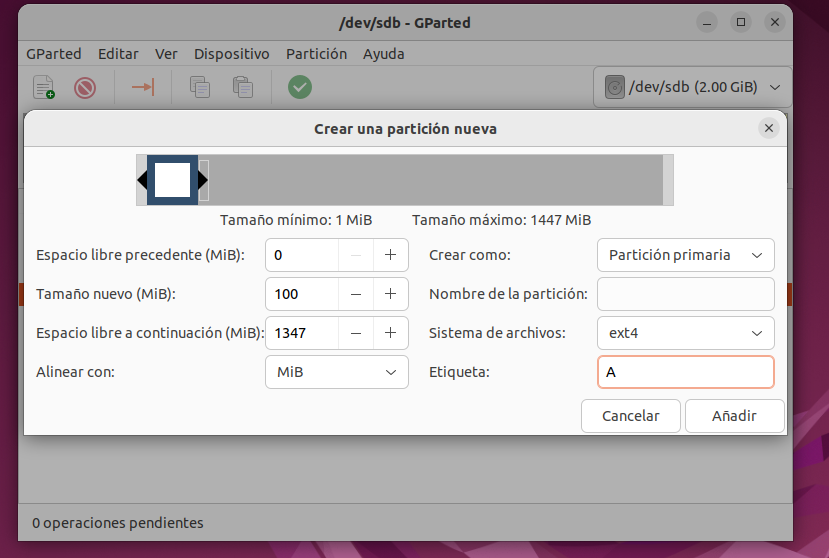 /dev/sdb - GParted
GParted Editar Ver Dispositivo Partición Ayuda
/dev/sdb (2.00 GiB)
Crear una partición nueva
Tamaño mínimo: 1 MiB Tamaño máximo: 1447 MiB
Espacio libre precedente (MiB): 0 Crear como: Partición primaria
Tamaño nuevo (MiB): 100 Nombre de la partición:
Espacio libre a continuación (MiB): 1347 Sistema de archivos: ext4
Alinear con: MiB Etiqueta: A
Cancelar Añadir
0 operaciones pendientes